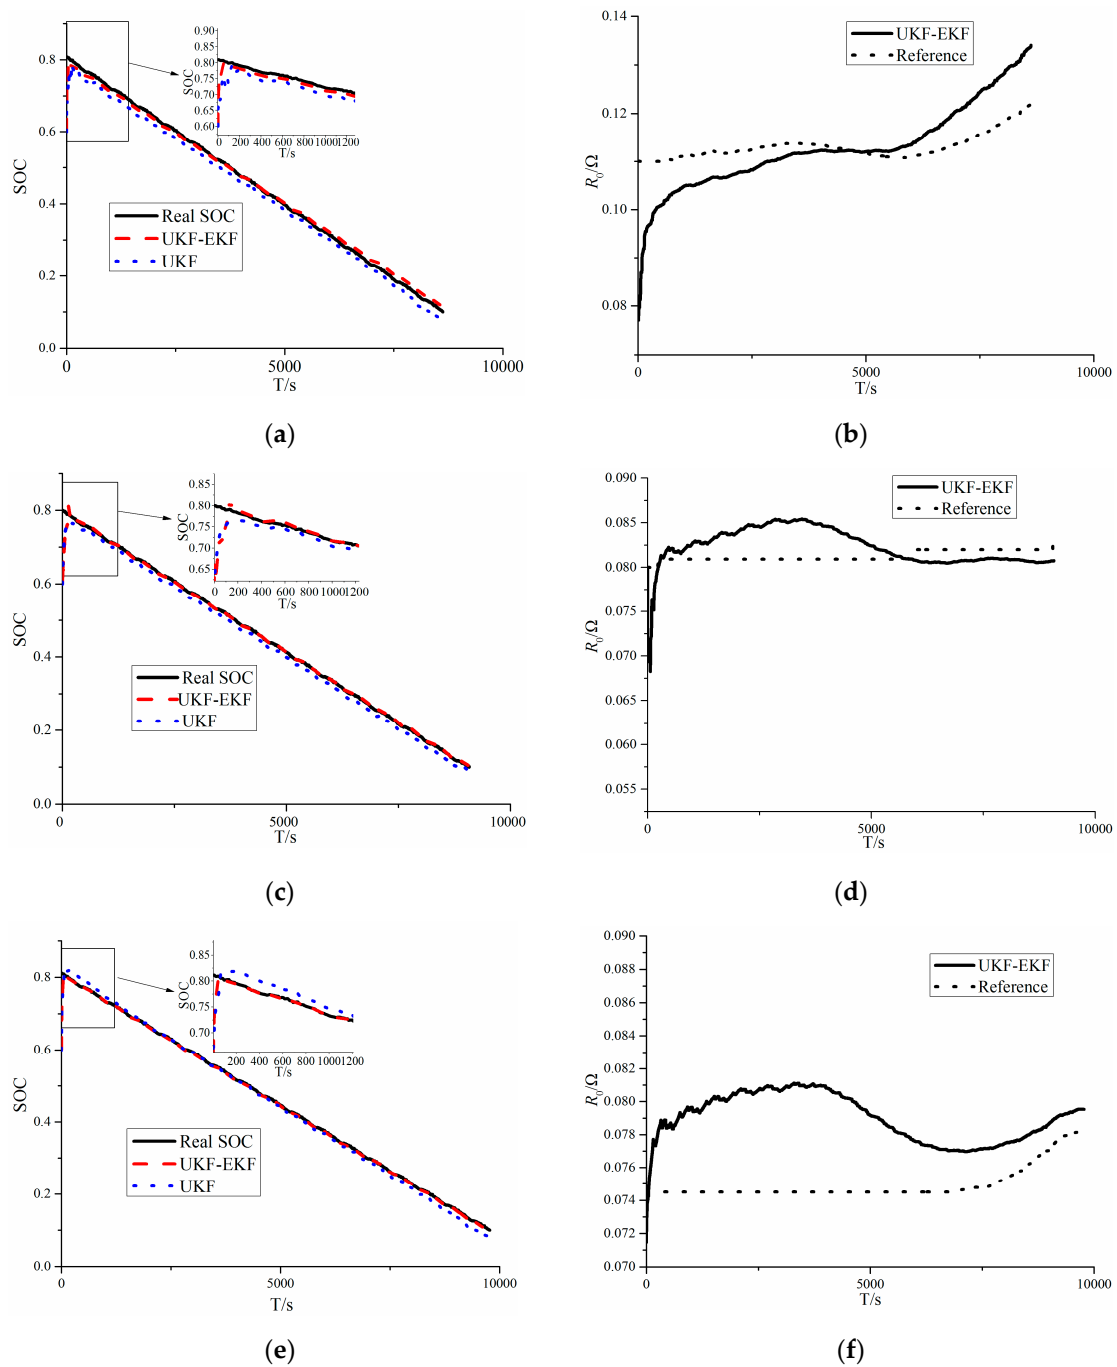 0.90
0.85
0.80
0.75
0.70
0.65
0.60
SOC
0 200 400 600 800 1000 1200
T/s
0.8
0.6
0.4
0.2
0.0
SOC
Real SOC
UKF-EKF
UKF
0 5000 10000
T/s
(a)
0.14
0.12
0.10
0.08
R0/Ω
UKF-EKF
Reference
0 5000 10000
T/s
(b)
0.85
0.80
0.75
0.70
0.65
SOC
0 200 400 600 800 1000 1200
T/s
0.8
0.6
0.4
0.2
0.0
SOC
Real SOC
UKF-EKF
UKF
0 5000 10000
T/s
(c)
0.090
0.085
0.080
0.075
0.070
0.065
0.060
0.055
R0/Ω
UKF-EKF
Reference
0 5000 10000
T/s
(d)
0.85
0.80
0.75
0.70
SOC
200 400 600 800 1000 1200
T/s
0.8
0.6
0.4
0.2
0.0
SOC
Real SOC
UKF-EKF
UKF
0 5000 10000
T/s
(e)
0.090
0.088
0.086
0.084
0.082
0.080
0.078
0.076
0.074
0.072
0.070
R0/Ω
UKF-EKF
Reference
0 5000 10000
T/s
(f)